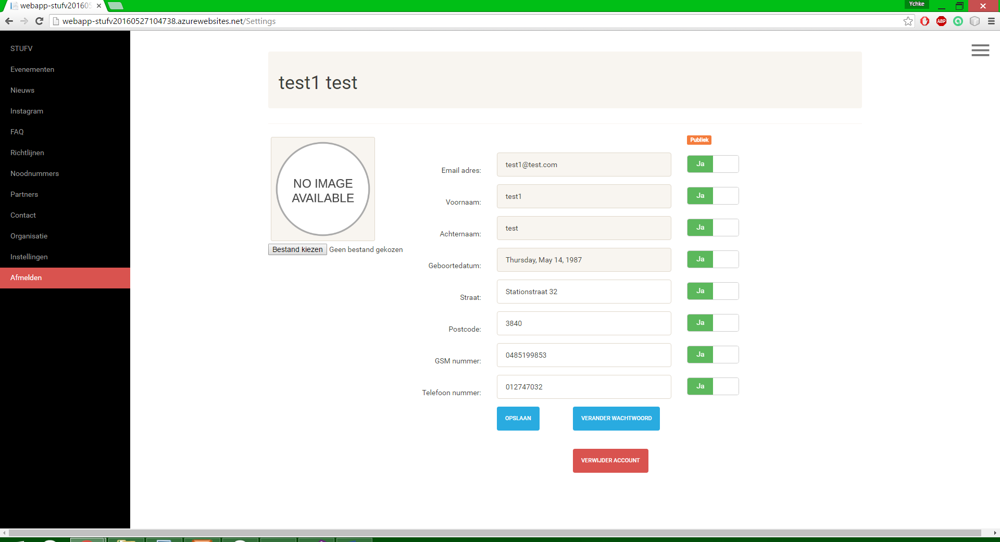 webapp-stufv201605
Ychke
webapp-stufv20160527104738.azurewebsites.net/Settings
ABP
STUFV
Evenementen
Nieuws
Instagram
FAQ
Richtlijnen
Noodnummers
Partners
Contact
Organisatie
Instellingen
Afmelden
test1 test
NO IMAGE
AVAILABLE
Bestand kiezen Geen bestand gekozen
Publiek
Email adres: test1@test.com Ja
Voornaam: test1 Ja
Achternaam: test Ja
Geboortedatum: Thursday, May 14, 1987 Ja
Straat: Stationstraat 32 Ja
Postcode: 3840 Ja
GSM nummer: 0485199853 Ja
Telefoon nummer: 012747032 Ja
OPSLAAN VERANDER WACHTWOORD
VERWIJDER ACCOUNT